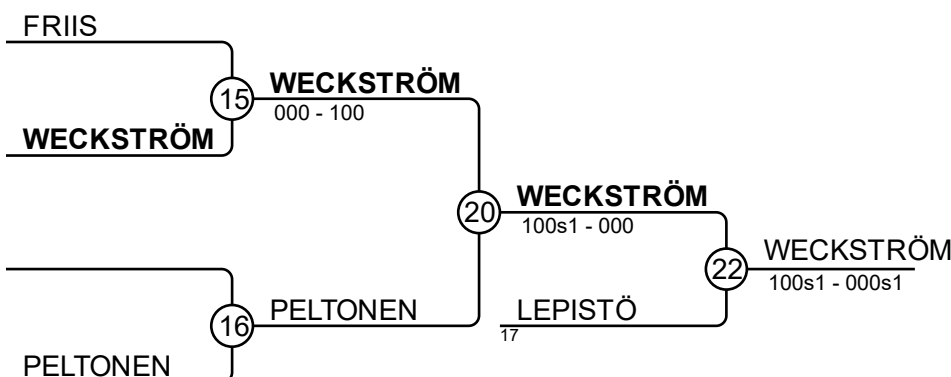 FRIIS
15
WECKSTRÖM
000 - 100
WECKSTRÖM
20
WECKSTRÖM
100s1 - 000
22
WECKSTRÖM
100s1 - 000s1
16
PELTONEN
LEPISTÖ
17
PELTONEN